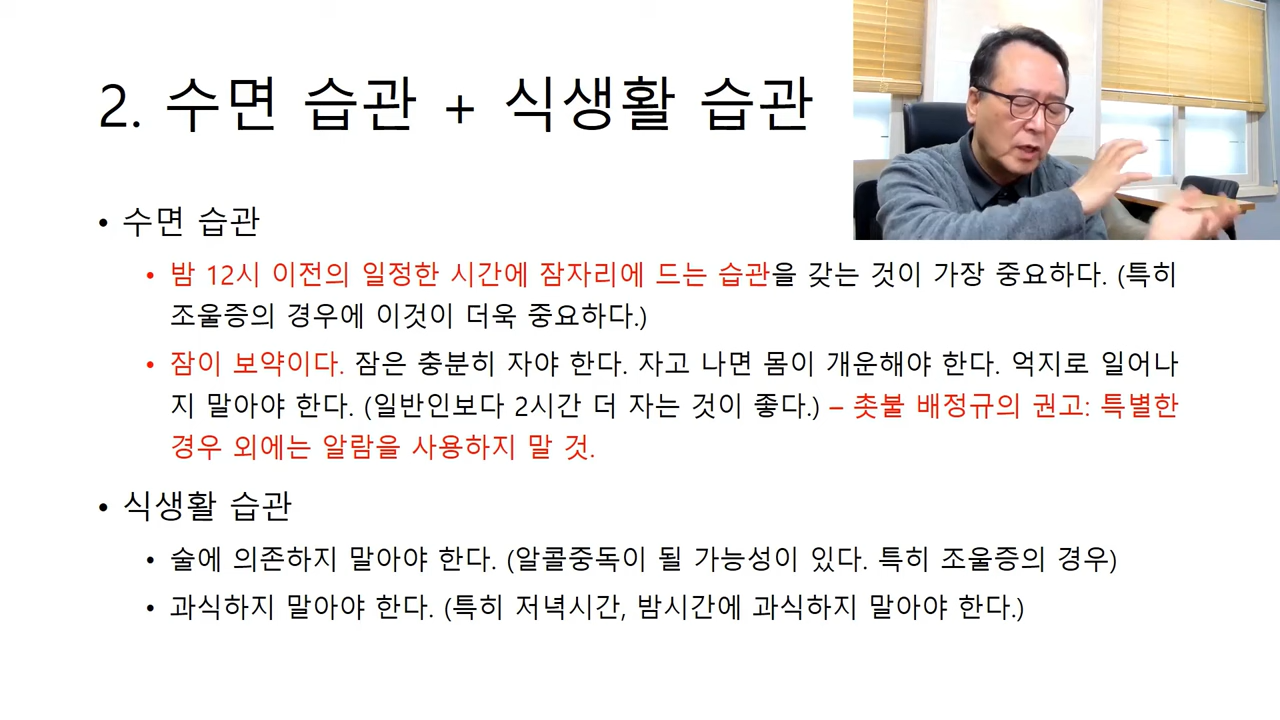 2. 수면 습관 + 식생활 습관
• 수면 습관
• 밤 12시 이전의 일정한 시간에 잠자리에 드는 습관을 갖는 것이 가장 중요하다. (특히
조울증의 경우에 이것이 더욱 중요하다.)
• 잠이 보약이다. 잠은 충분히 자야 한다. 자고 나면 몸이 개운해야 한다. 억지로 일어나
지 말아야 한다. (일반인보다 2시간 더 자는 것이 좋다.) – 촛불 배정규의 권고: 특별한
경우 외에는 알람을 사용하지 말 것.
• 식생활 습관
• 술에 의존하지 말아야 한다. (알콜중독이 될 가능성이 있다. 특히 조울증의 경우)
• 과식하지 말아야 한다. (특히 저녁시간, 밤시간에 과식하지 말아야 한다.)